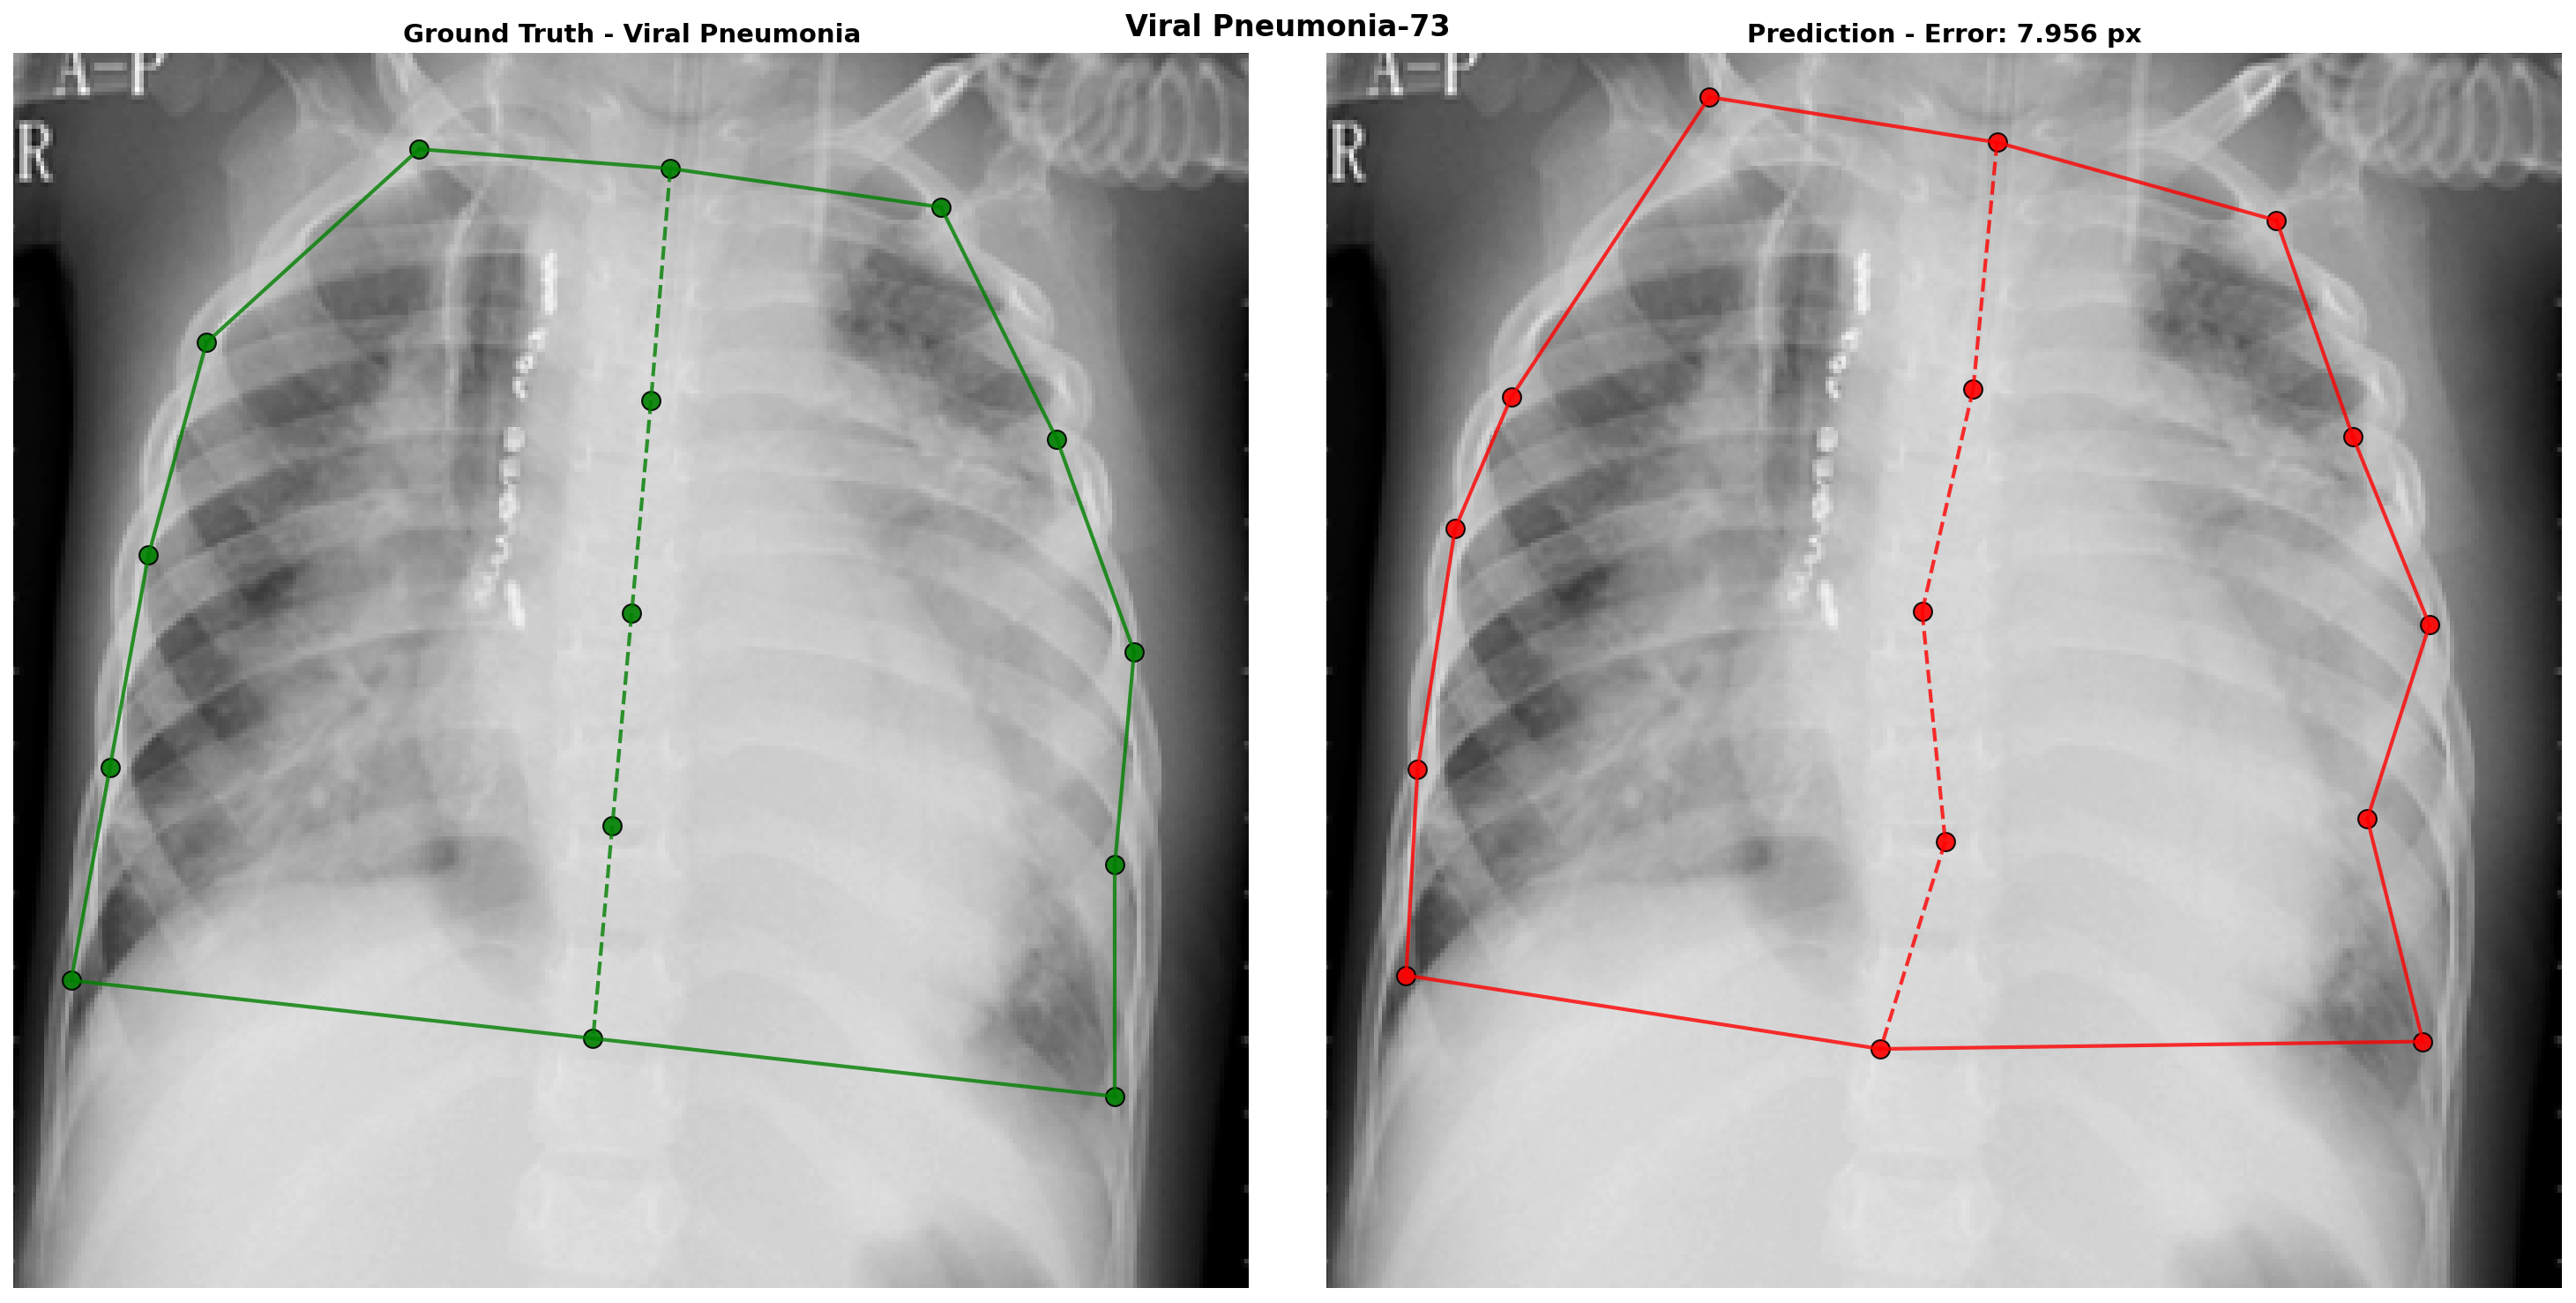 Viral Pneumonia-73
Ground Truth - Viral Pneumonia
Prediction - Error: 7.956 px
A-P
R
A-P
R